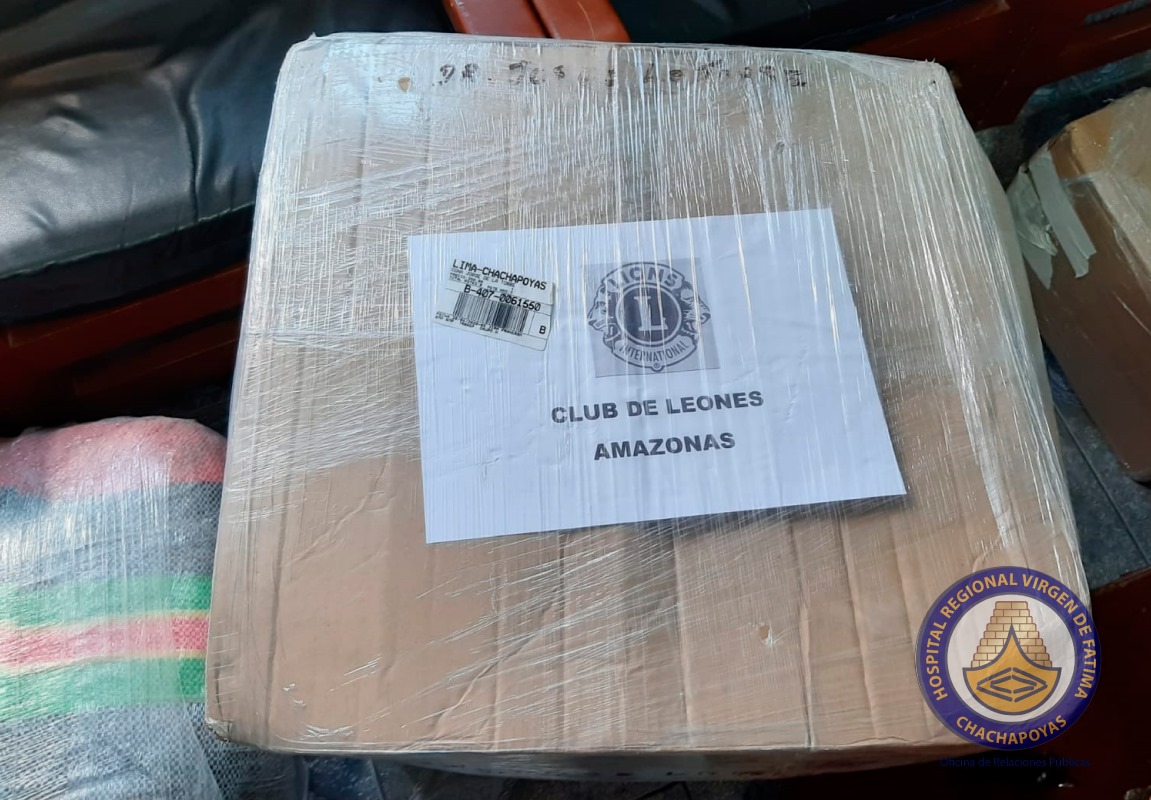 LIMA-CHACHAPOYAS
B-407-0061550
B
LIONS
INTERNATIONAL
L
CLUB DE LEONES
AMAZONAS
HOSPITAL REGIONAL VIRGEN DE FATIMA
CHACHAPOYAS
Oficina de Relaciones Públicas